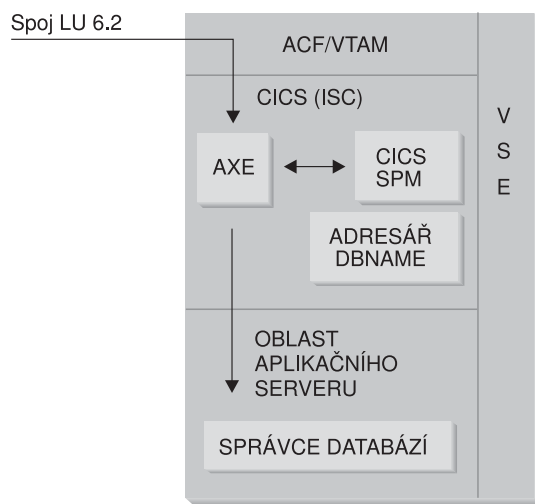 Spoj LU 6.2
ACF/VTAM
CICS (ISC)
AXE
CICS
SPM
ADRESÁŘ
DBNAME
OBLAST
APLIKAČNÍHO
SERVERU
SPRÁVCE DATABÁZÍ
V
S
E